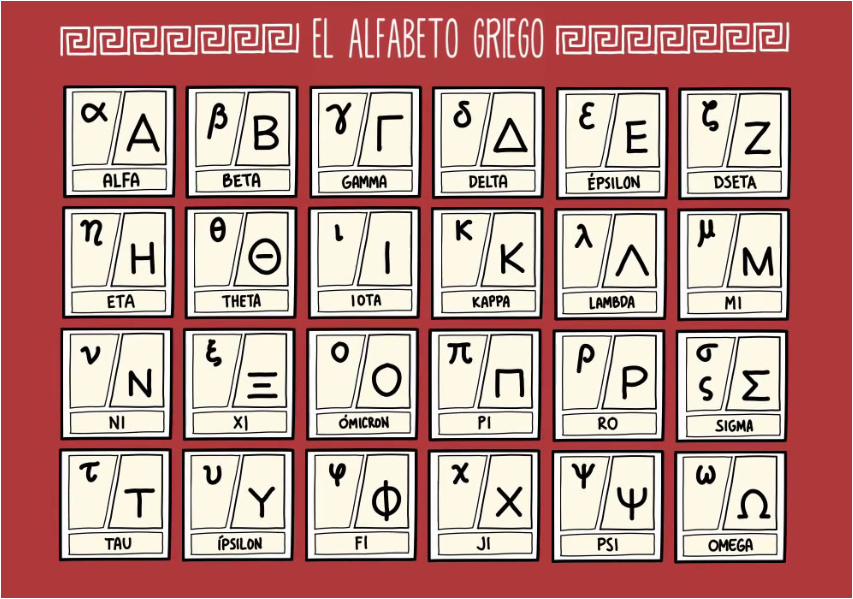 EL ALFABETO GRIEGO
α Α
ALFA
β Β
BETA
γ Γ
GAMMA
δ Δ
DELTA
ε Ε
ÉPSILON
ζ Ζ
DSETA
η Η
ETA
θ Θ
THETA
ι Ι
IOTA
κ Κ
KAPPA
λ Λ
LAMBDA
μ Μ
MI
ν Ν
NI
ξ Ξ
XI
ο Ο
ÓMICRON
π Π
PI
ρ Ρ
RO
σ ς Σ
SIGMA
τ Τ
TAU
υ Υ
ÍPSILON
φ Φ
FI
χ Χ
JI
ψ Ψ
PSI
ω Ω
OMEGA